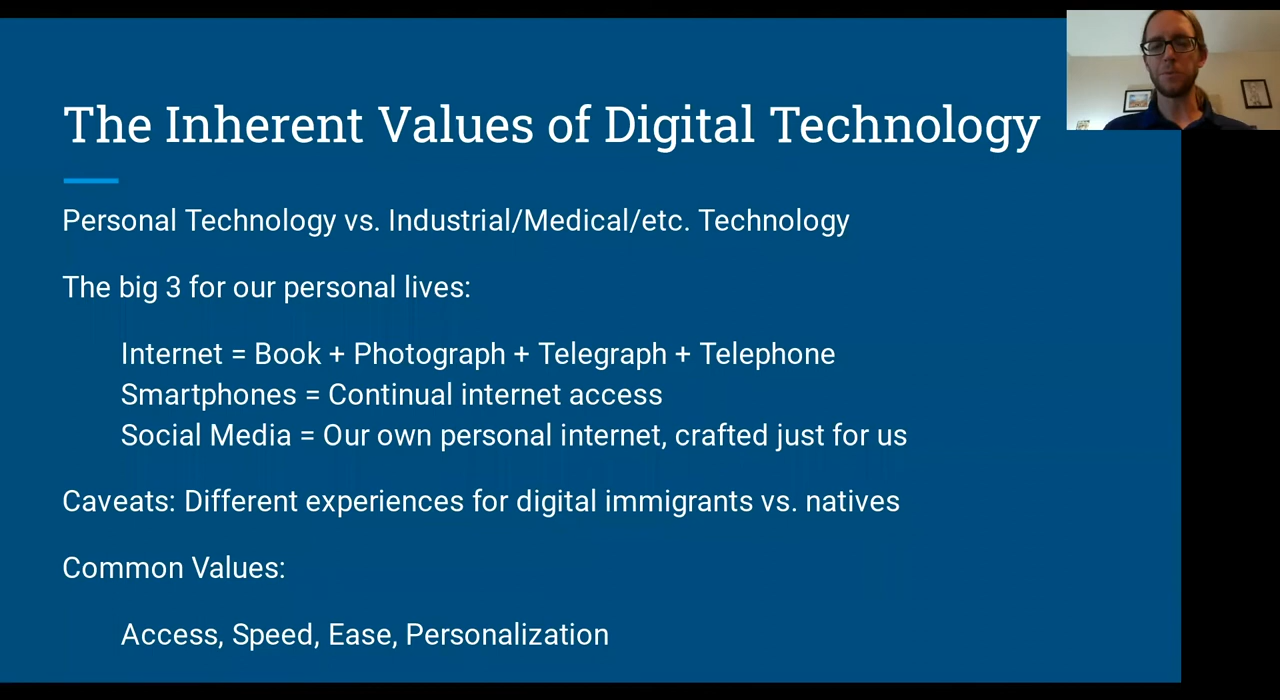 The Inherent Values of Digital Technology
Personal Technology vs. Industrial/Medical/etc. Technology
The big 3 for our personal lives:
Internet = Book + Photograph + Telegraph + Telephone
Smartphones = Continual internet access
Social Media = Our own personal internet, crafted just for us
Caveats: Different experiences for digital immigrants vs. natives
Common Values:
Access, Speed, Ease, Personalization